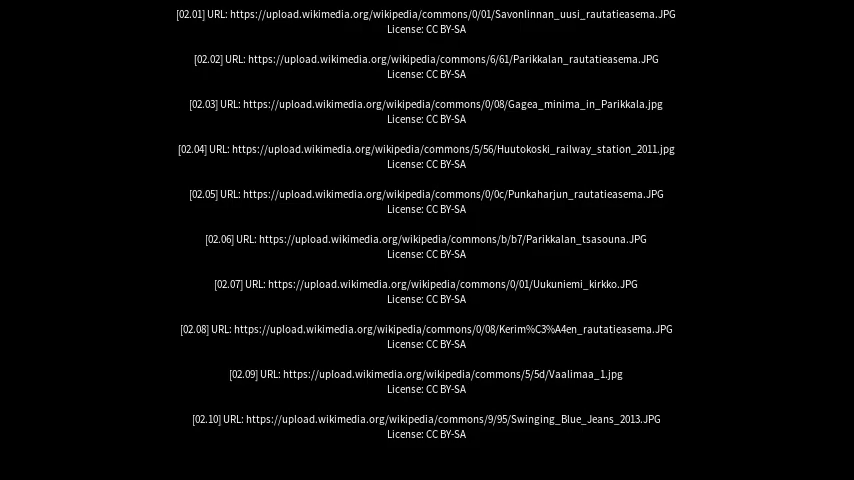 [02.01] URL: https://upload.wikimedia.org/wikipedia/commons/0/01/Savonlinnan_uusi_rautatieasema.JPG
License: CC BY-SA
[02.02] URL: https://upload.wikimedia.org/wikipedia/commons/6/61/Parikkalan_rautatieasema.JPG
License: CC BY-SA
[02.03] URL: https://upload.wikimedia.org/wikipedia/commons/0/08/Gagea_minima_in_Parikkala.jpg
License: CC BY-SA
[02.04] URL: https://upload.wikimedia.org/wikipedia/commons/5/56/Huutokoski_railway_station_2011.jpg
License: CC BY-SA
[02.05] URL: https://upload.wikimedia.org/wikipedia/commons/0/0c/Punkaharjun_rautatieasema.JPG
License: CC BY-SA
[02.06] URL: https://upload.wikimedia.org/wikipedia/commons/b/b7/Parikkalan_tsasouna.JPG
License: CC BY-SA
[02.07] URL: https://upload.wikimedia.org/wikipedia/commons/0/01/Uukuniemi_kirkko.JPG
License: CC BY-SA
[02.08] URL: https://upload.wikimedia.org/wikipedia/commons/0/08/Kerim%C3%A4en_rautatieasema.JPG
License: CC BY-SA
[02.09] URL: https://upload.wikimedia.org/wikipedia/commons/5/5d/Vaalimaa_1.jpg
License: CC BY-SA
[02.10] URL: https://upload.wikimedia.org/wikipedia/commons/9/95/Swinging_Blue_Jeans_2013.JPG
License: CC BY-SA